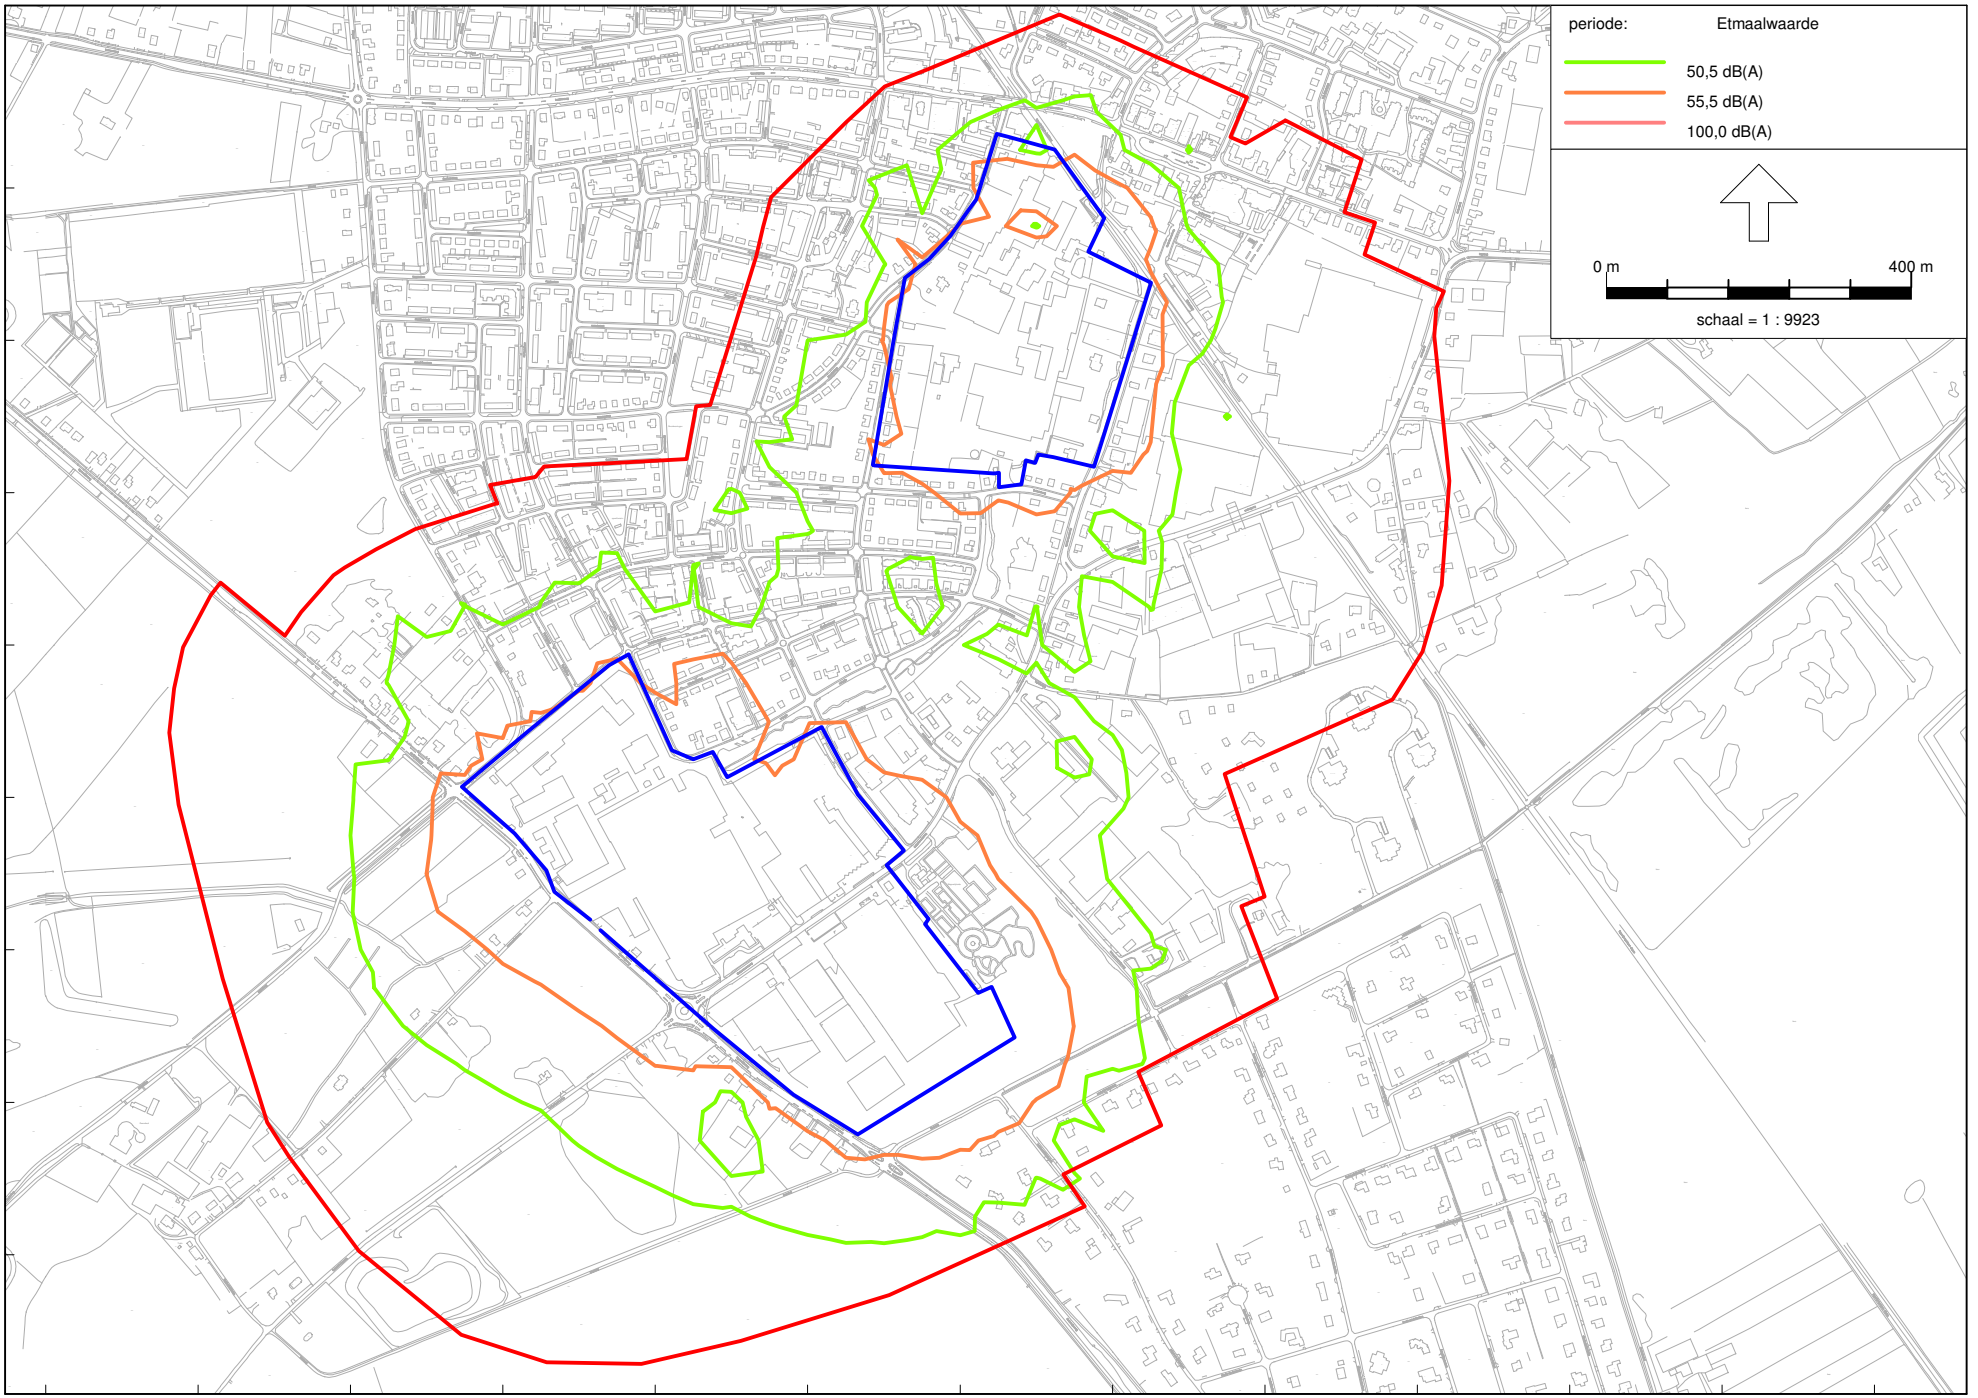 periode: Etmaalwaarde
50,5 dB(A)
55,5 dB(A)
100,0 dB(A)
0 m 400 m
schaal = 1 : 9923